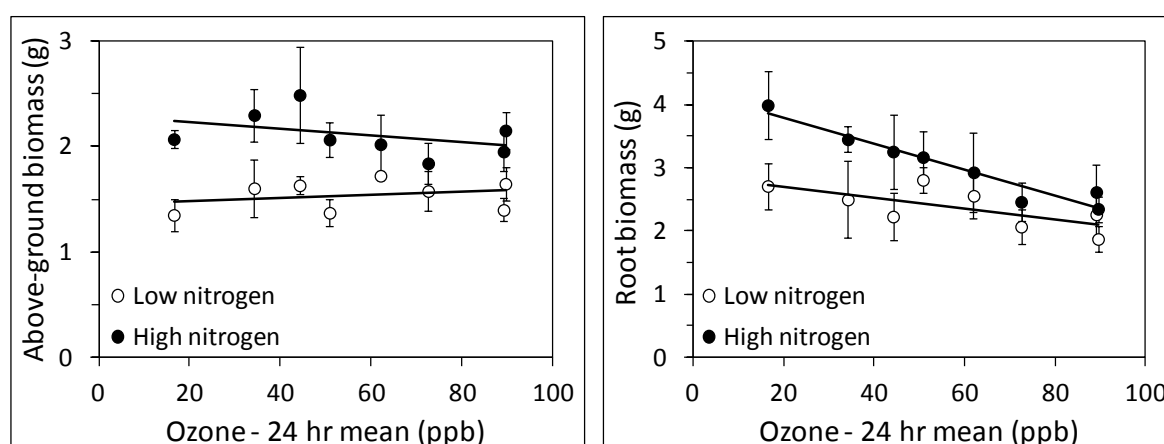 Above-ground biomass (g)
3
2
1
0
Low nitrogen
High nitrogen
0 20 40 60 80 100
Ozone - 24 hr mean (ppb)
Root biomass (g)
5
4
3
2
1
0
Low nitrogen
High nitrogen
0 20 40 60 80 100
Ozone - 24 hr mean (ppb)